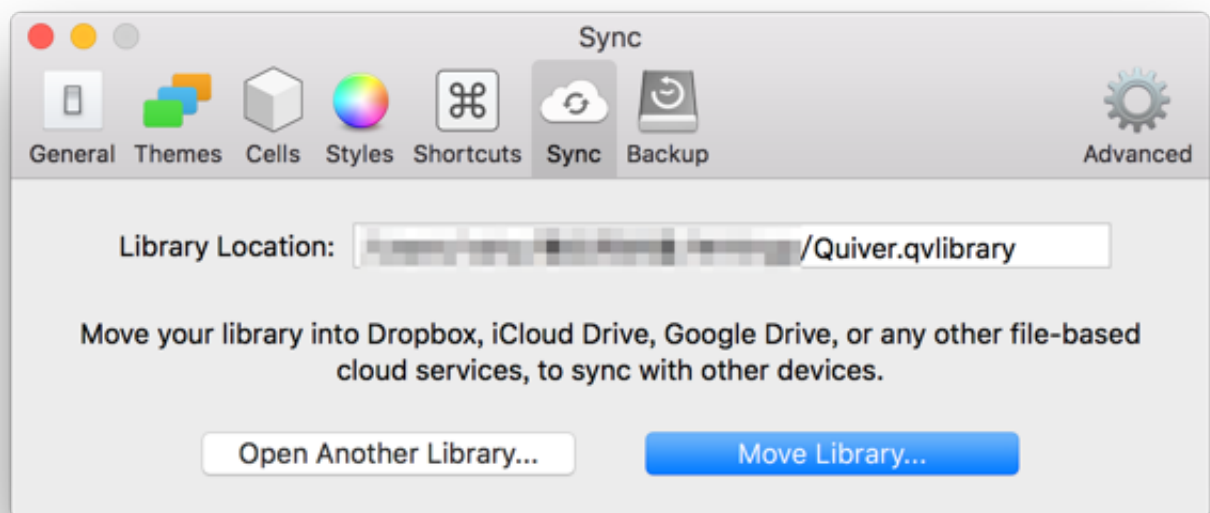 Sync
General Themes Cells Styles Shortcuts Sync Backup Advanced
Library Location: /Quiver.qvlibrary
Move your library into Dropbox, iCloud Drive, Google Drive, or any other file-based
cloud services, to sync with other devices.
Open Another Library... Move Library...